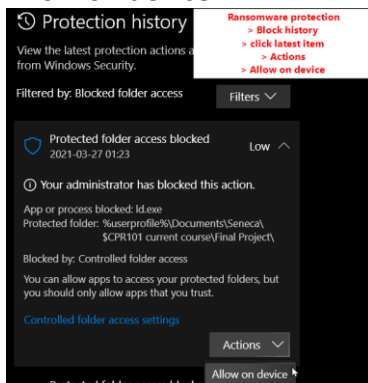 Protection history
View the latest protection actions a
from Windows Security.
Ransomware protection
> Block history
> click latest item
> Actions
> Allow on device
Filtered by: Blocked folder access
Filters
Protected folder access blocked
2021-03-27 01:23
Low
Your administrator has blocked this action.
App or process blocked: ld.exe
Protected folder: %userprofile%\Documents\Seneca\
$CPR101 current course\Final Project\
Blocked by: Controlled folder access
You can allow apps to access your protected folders, but
you should only allow apps that you trust.
Controlled folder access settings
Actions
Allow on device